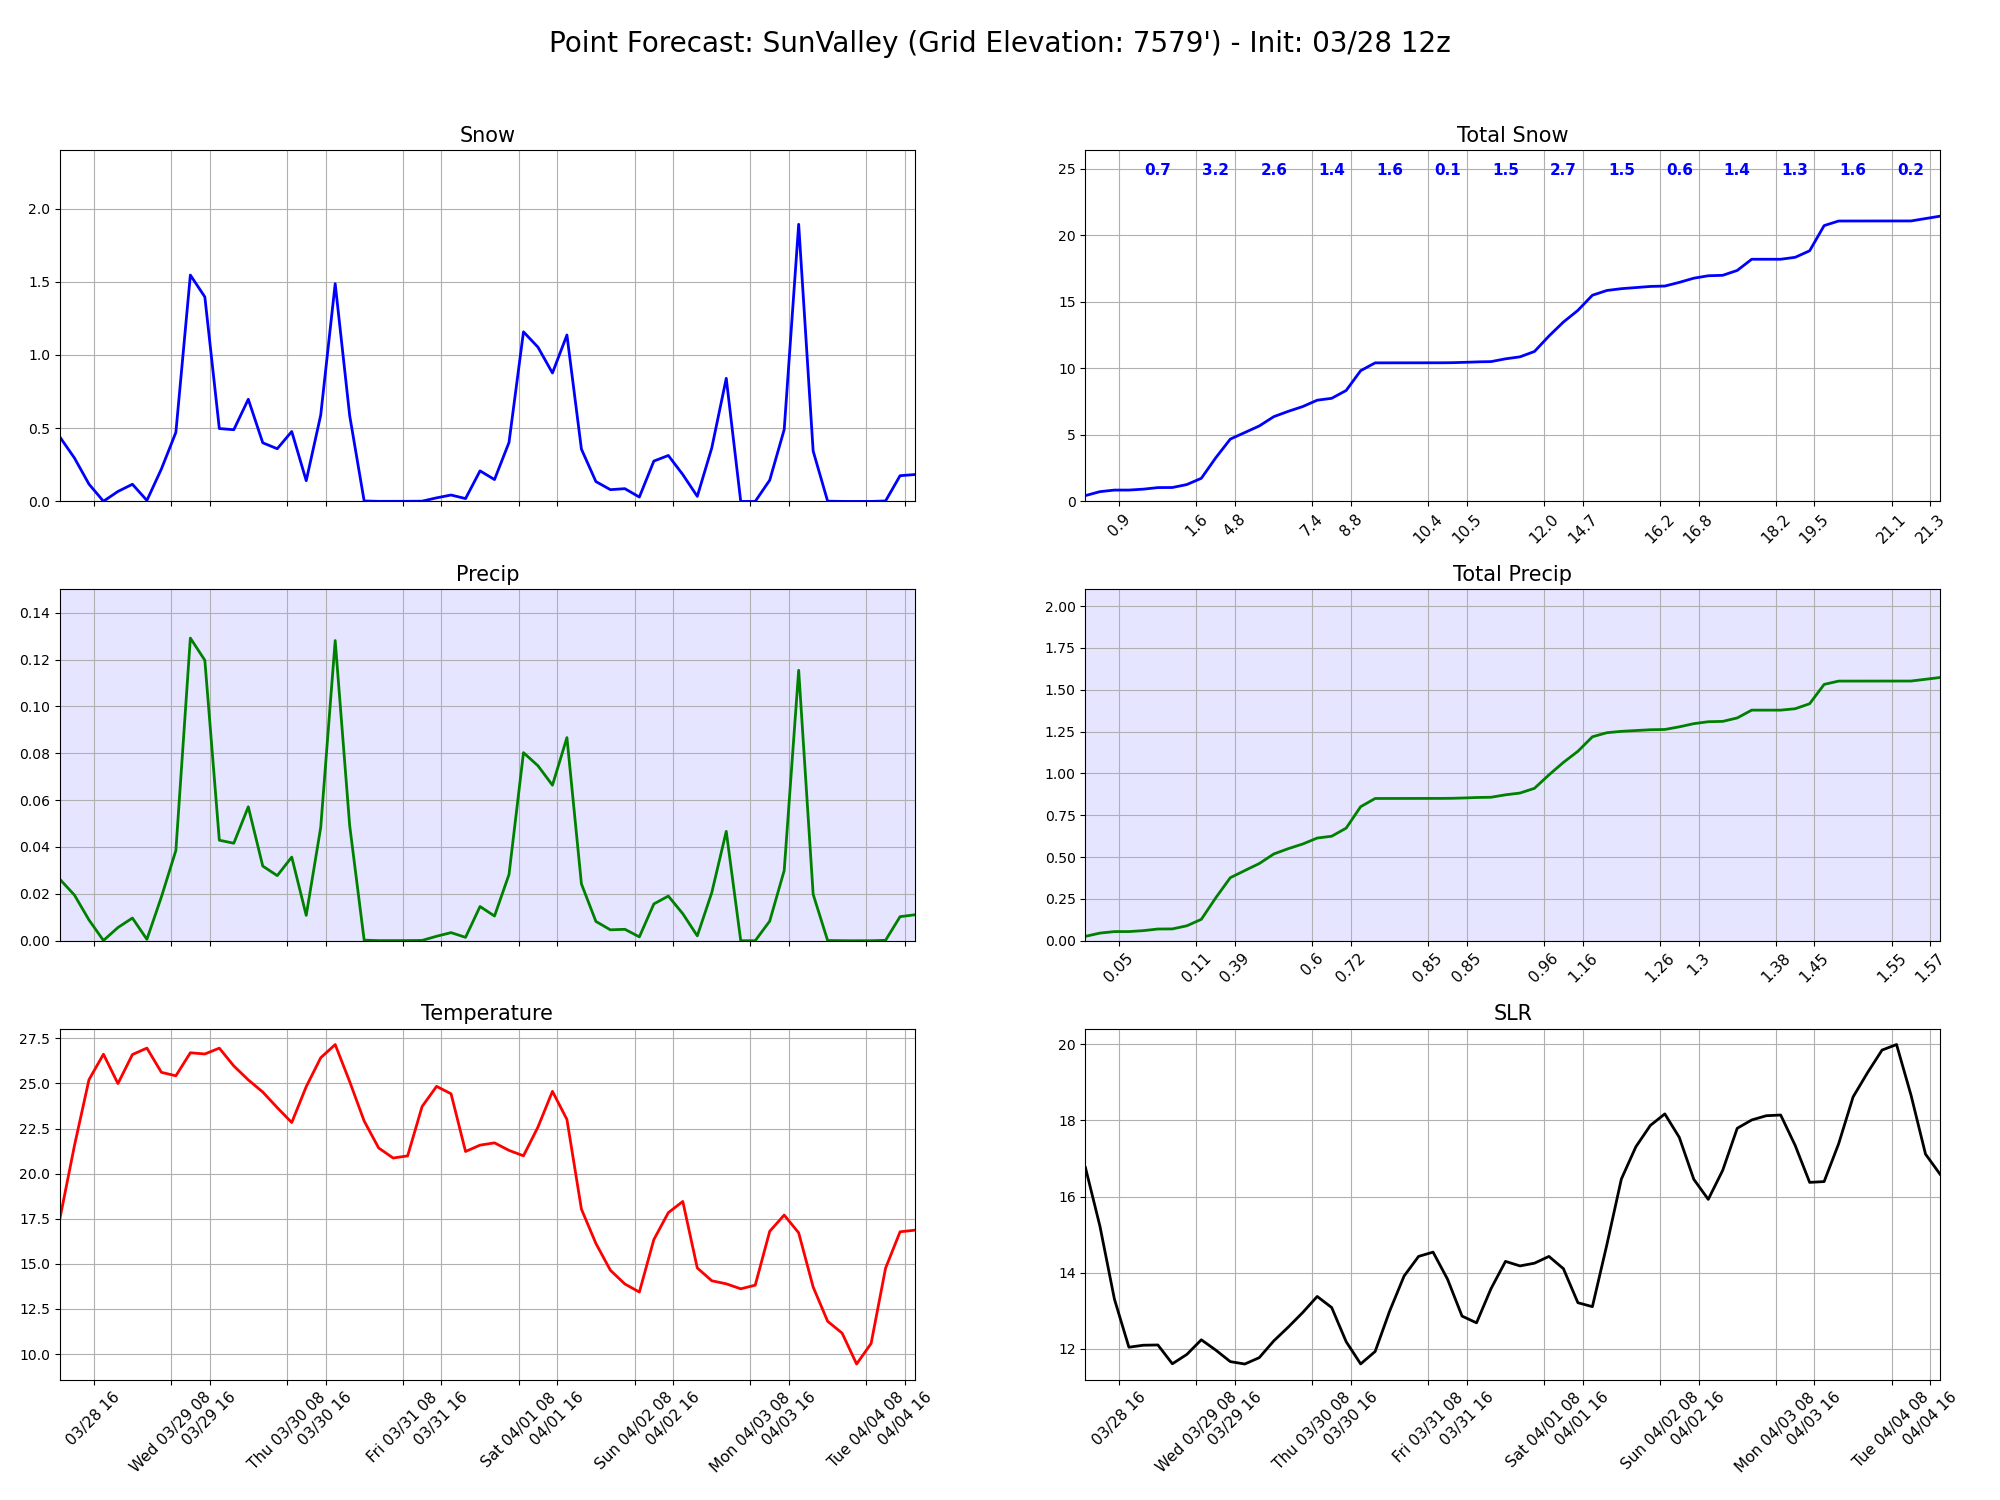 Point Forecast: SunValley (Grid Elevation: 7579') - Init: 03/28 12z
Snow
2.0
1.5
1.0
0.5
0.0
Total Snow
0.7 3.2 2.6 1.4 1.6 0.1 1.5 2.7 1.5 0.6 1.4 1.3 1.6 0.2
25
20
15
10
5
0
0.9 1.6 4.8 7.4 8.8 10.4 10.5 12.0 14.7 16.2 16.8 18.2 19.5 21.1 21.3
Precip
0.14
0.12
0.10
0.08
0.06
0.04
0.02
0.00
Total Precip
2.00
1.75
1.50
1.25
1.00
0.75
0.50
0.25
0.00
0.05 0.11 0.39 0.6 0.72 0.85 0.85 0.96 1.16 1.26 1.3 1.38 1.45 1.55 1.57
Temperature
27.5
25.0
22.5
20.0
17.5
15.0
12.5
10.0
03/28 16
Wed 03/29 08
03/29 16
Thu 03/30 08
03/30 16
Fri 03/31 08
03/31 16
Sat 04/01 08
04/01 16
Sun 04/02 08
04/02 16
Mon 04/03 08
04/03 16
Tue 04/04 08
04/04 16
SLR
20
18
16
14
12
03/28 16
Wed 03/29 08
03/29 16
Thu 03/30 08
03/30 16
Fri 03/31 08
03/31 16
Sat 04/01 08
04/01 16
Sun 04/02 08
04/02 16
Mon 04/03 08
04/03 16
Tue 04/04 08
04/04 16